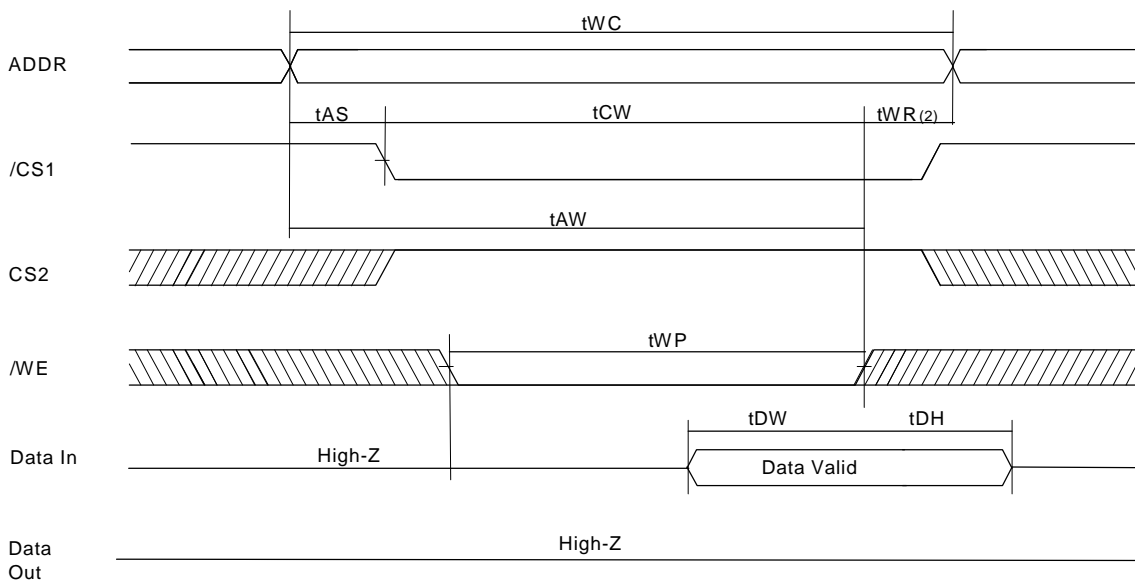 tWC
ADDR
tAS tCW tWR(2)
/CS1
tAW
CS2
tWP
/WE
tDW tDH
Data In High-Z Data Valid
High-Z
Data
Out